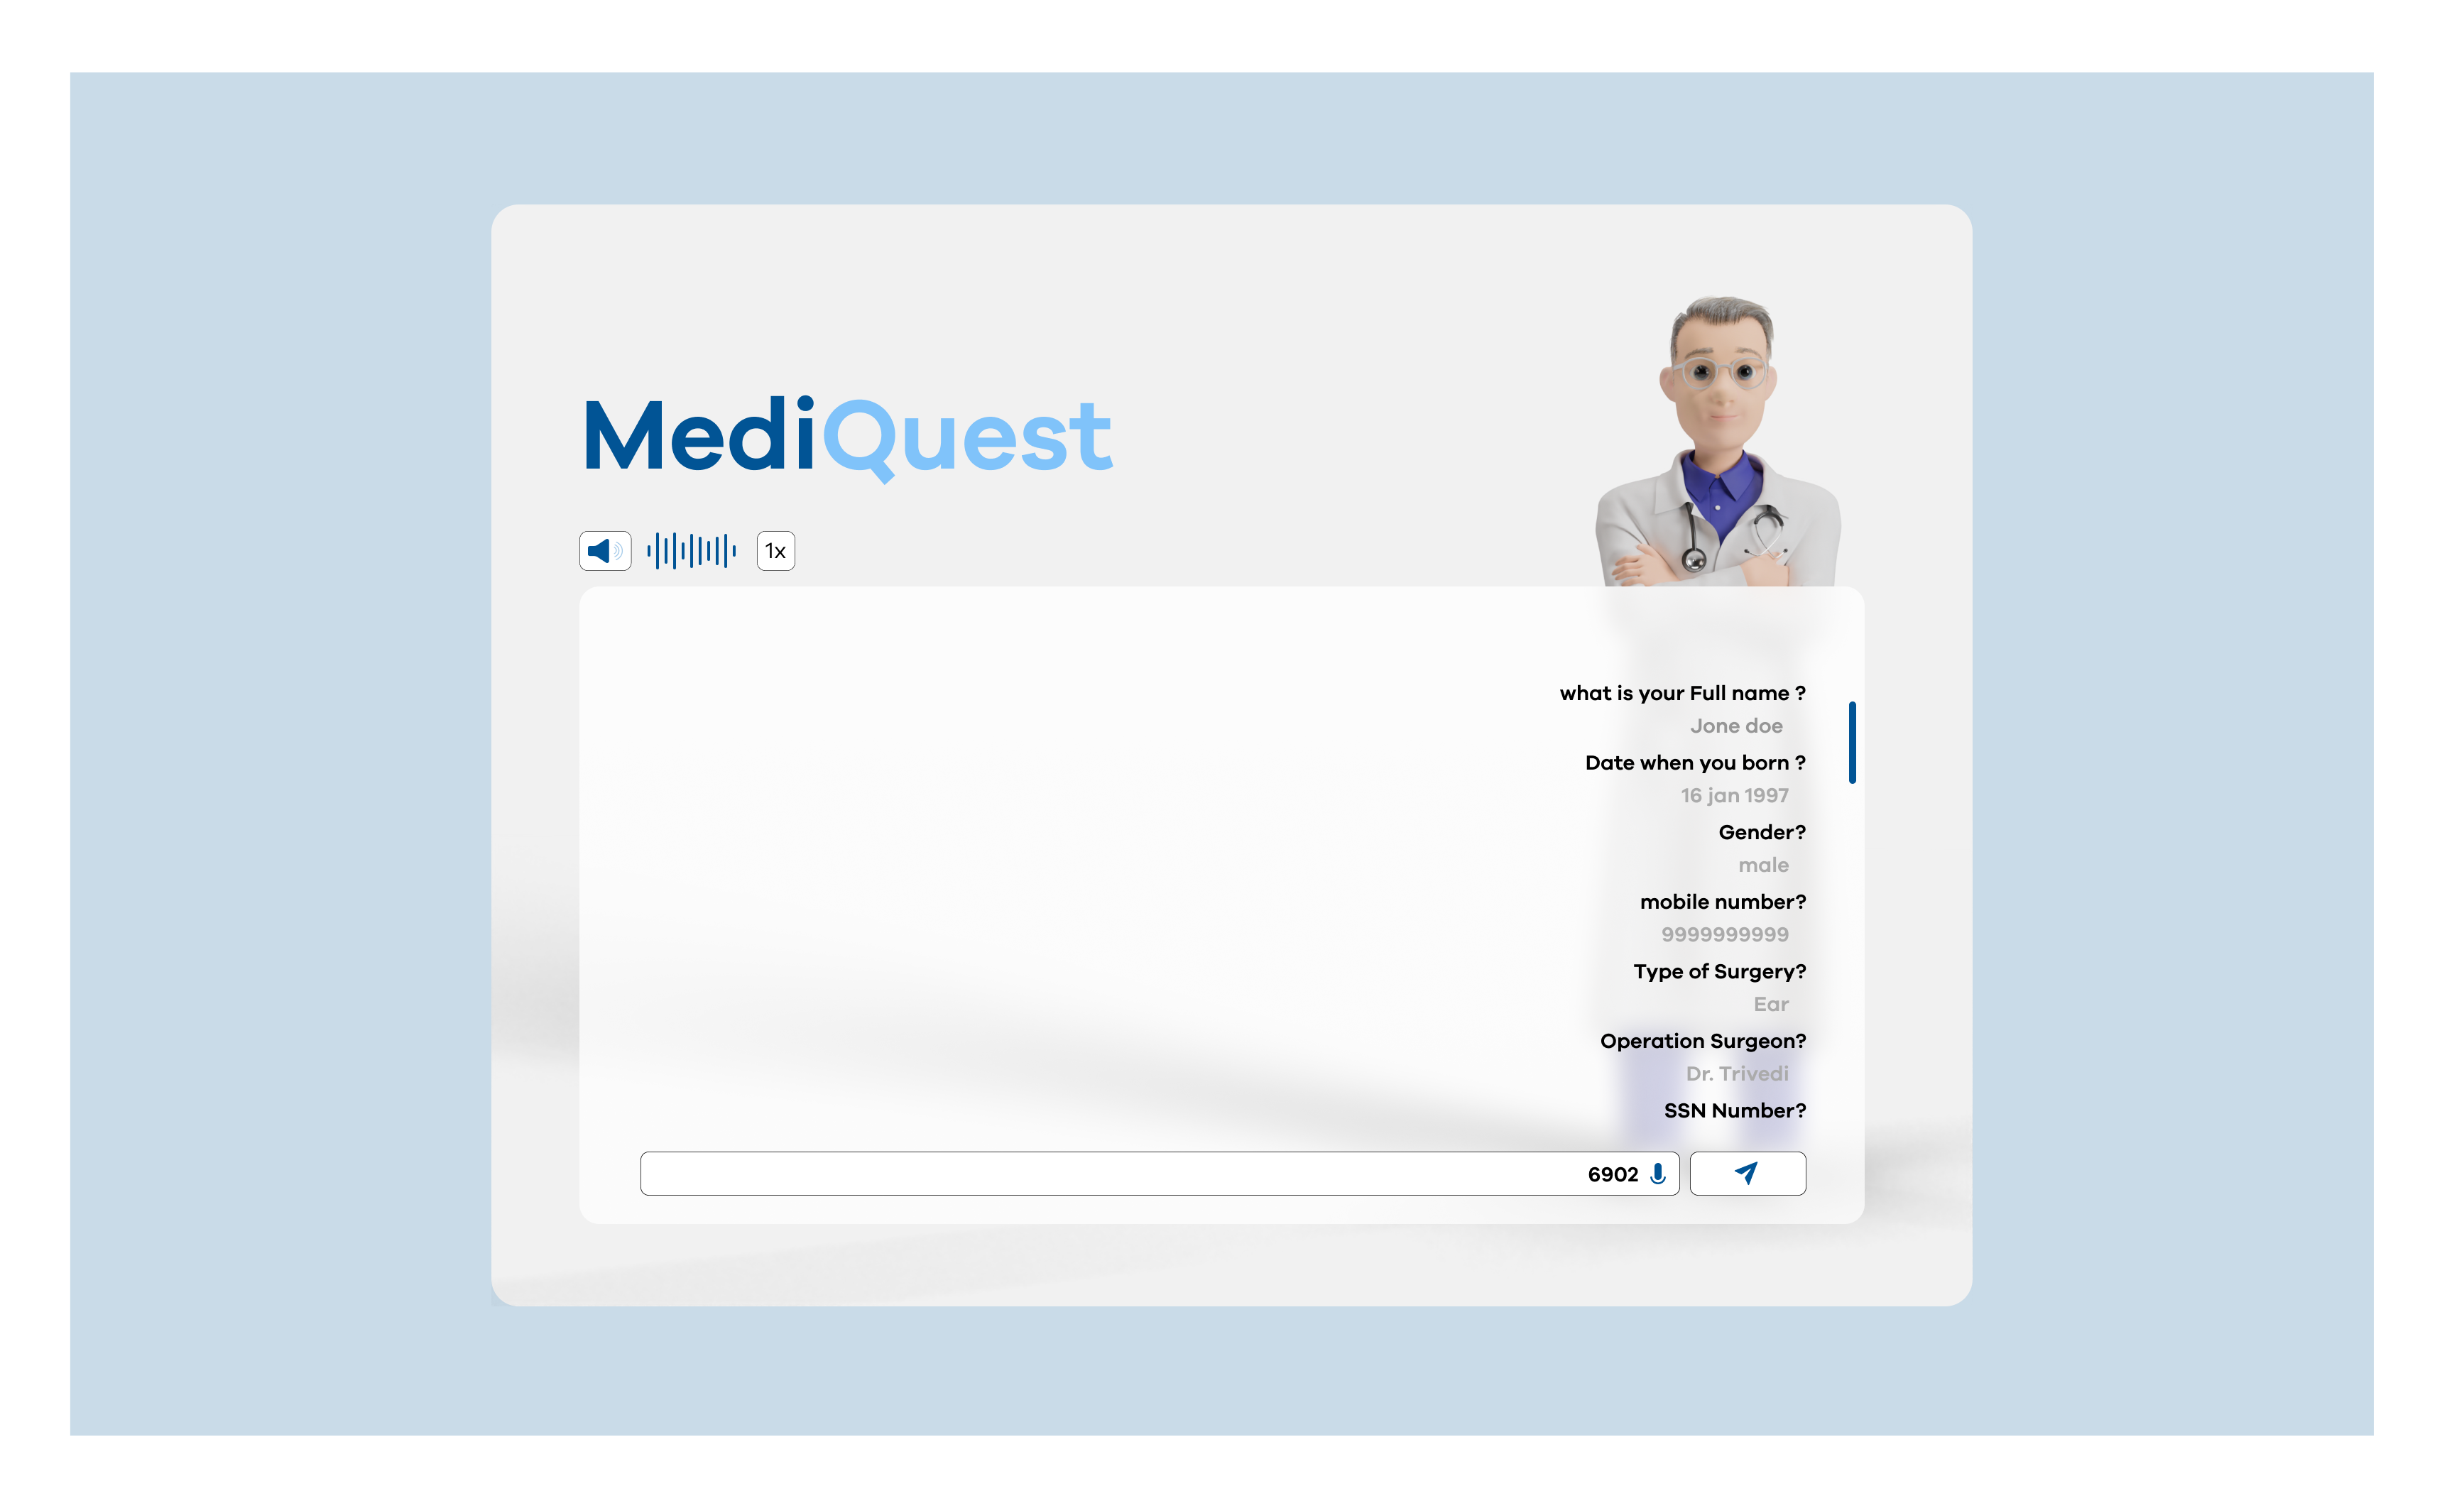 MediQuest
1x
what is your Full name ?
Jone doe
Date when you born ?
16 jan 1997
Gender?
male
mobile number?
9999999999
Type of Surgery?
Ear
Operation Surgeon?
Dr. Trivedi
SSN Number?
6902